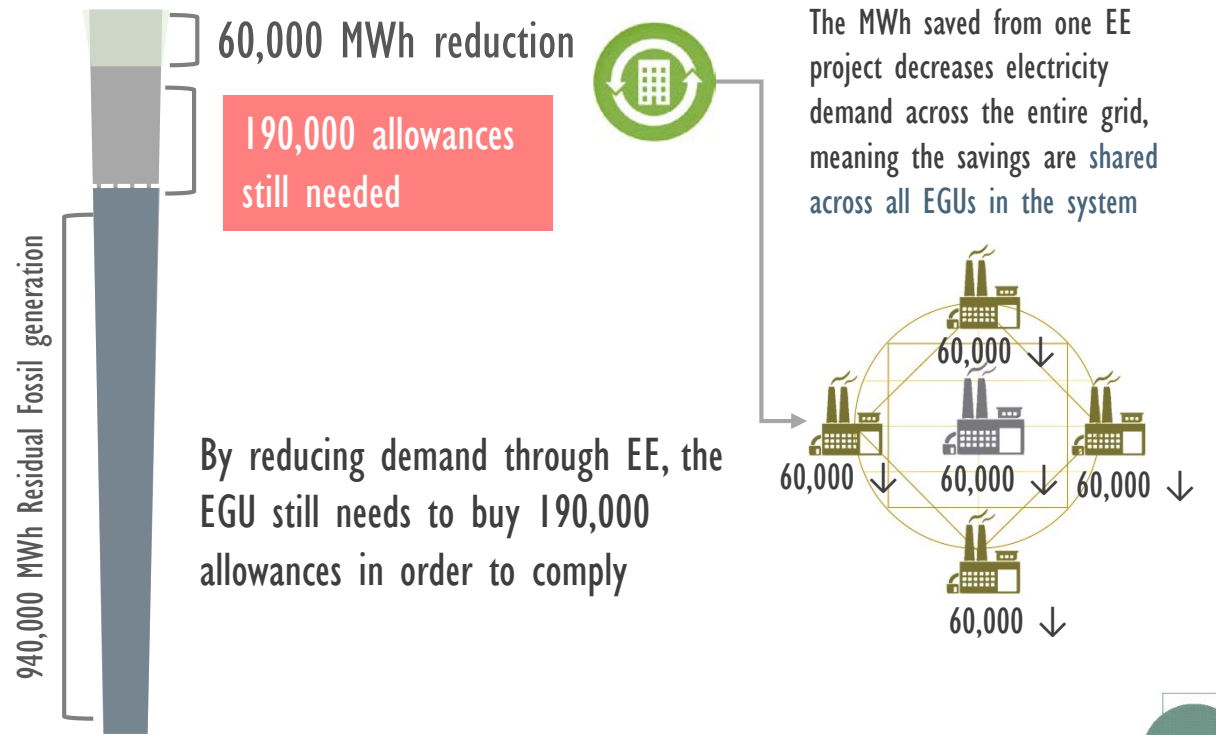 60,000 MWh reduction
190,000 allowances
still needed
940,000 MWh Residual Fossil generation
By reducing demand through EE, the
EGU still needs to buy 190,000
allowances in order to comply
The MWh saved from one EE
project decreases electricity
demand across the entire grid,
meaning the savings are shared
across all EGUs in the system
60,000 ↓
60,000 ↓
60,000 ↓
60,000 ↓
60,000 ↓